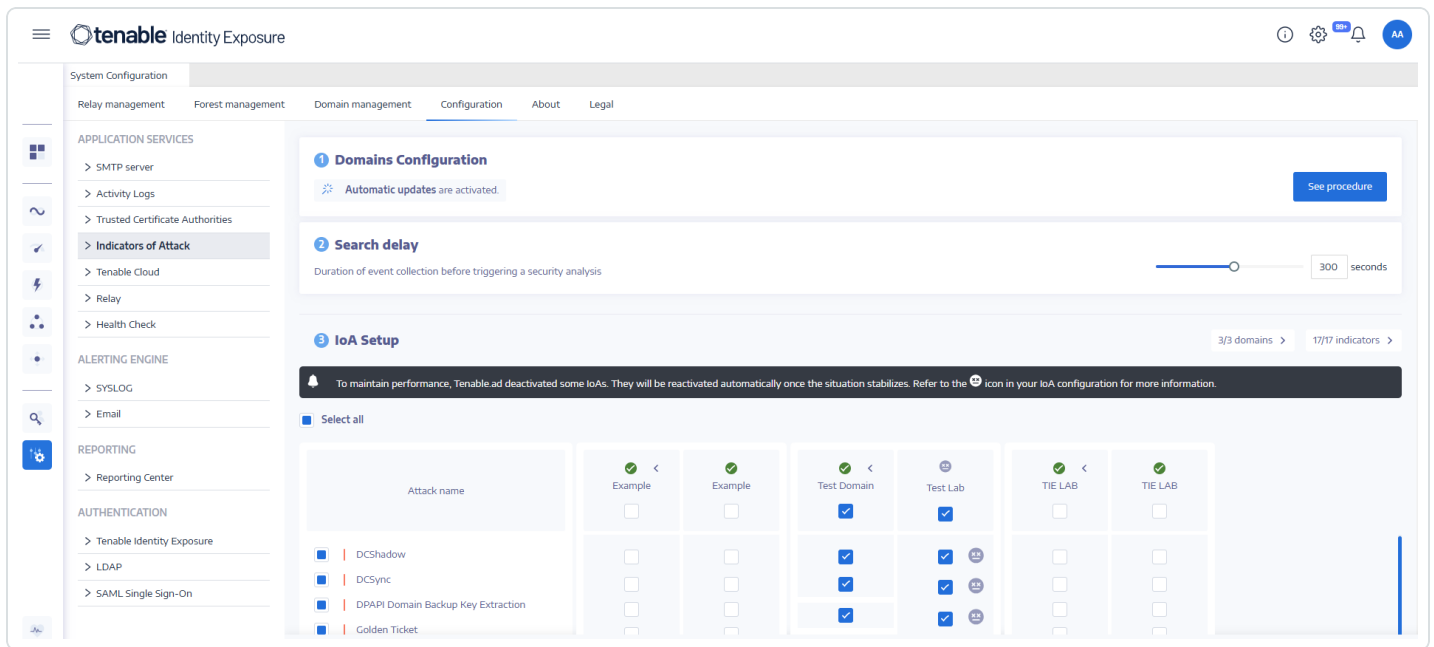 tenable Identity Exposure
99+
AA
System Configuration
Relay management Forest management Domain management Configuration About Legal
APPLICATION SERVICES
SMTP server
Activity Logs
Trusted Certificate Authorities
Indicators of Attack
Tenable Cloud
Relay
Health Check
ALERTING ENGINE
SYSLOG
Email
REPORTING
Reporting Center
AUTHENTICATION
Tenable Identity Exposure
LDAP
SAML Single Sign-On
1 Domains Configuration
Automatic updates are activated.
See procedure
2 Search delay
Duration of event collection before triggering a security analysis
300 seconds
3 IoA Setup
3/3 domains
17/17 indicators
To maintain performance, Tenable.ad deactivated some IoAs. They will be reactivated automatically once the situation stabilizes. Refer to the icon in your IoA configuration for more information.
Select all
Attack name
Example Example Test Domain Test Lab TIE LAB TIE LAB
DCShadow
DCSync
DPAPI Domain Backup Key Extraction
Golden Ticket